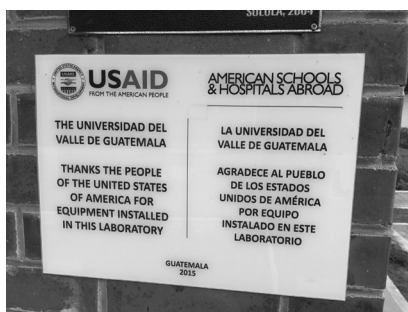 SOLOLÁ, 2004
USAID
FROM THE AMERICAN PEOPLE
AMERICAN SCHOOLS
& HOSPITALS ABROAD
THE UNIVERSIDAD DEL
VALLE DE GUATEMALA
THANKS THE PEOPLE
OF THE UNITED STATES
OF AMERICA FOR
EQUIPMENT INSTALLED
IN THIS LABORATORY
LA UNIVERSIDAD DEL
VALLE DE GUATEMALA
AGRADECE AL PUEBLO
DE LOS ESTADOS
UNIDOS DE AMÉRICA
POR EQUIPO
INSTALADO EN ESTE
LABORATORIO
GUATEMALA
2015